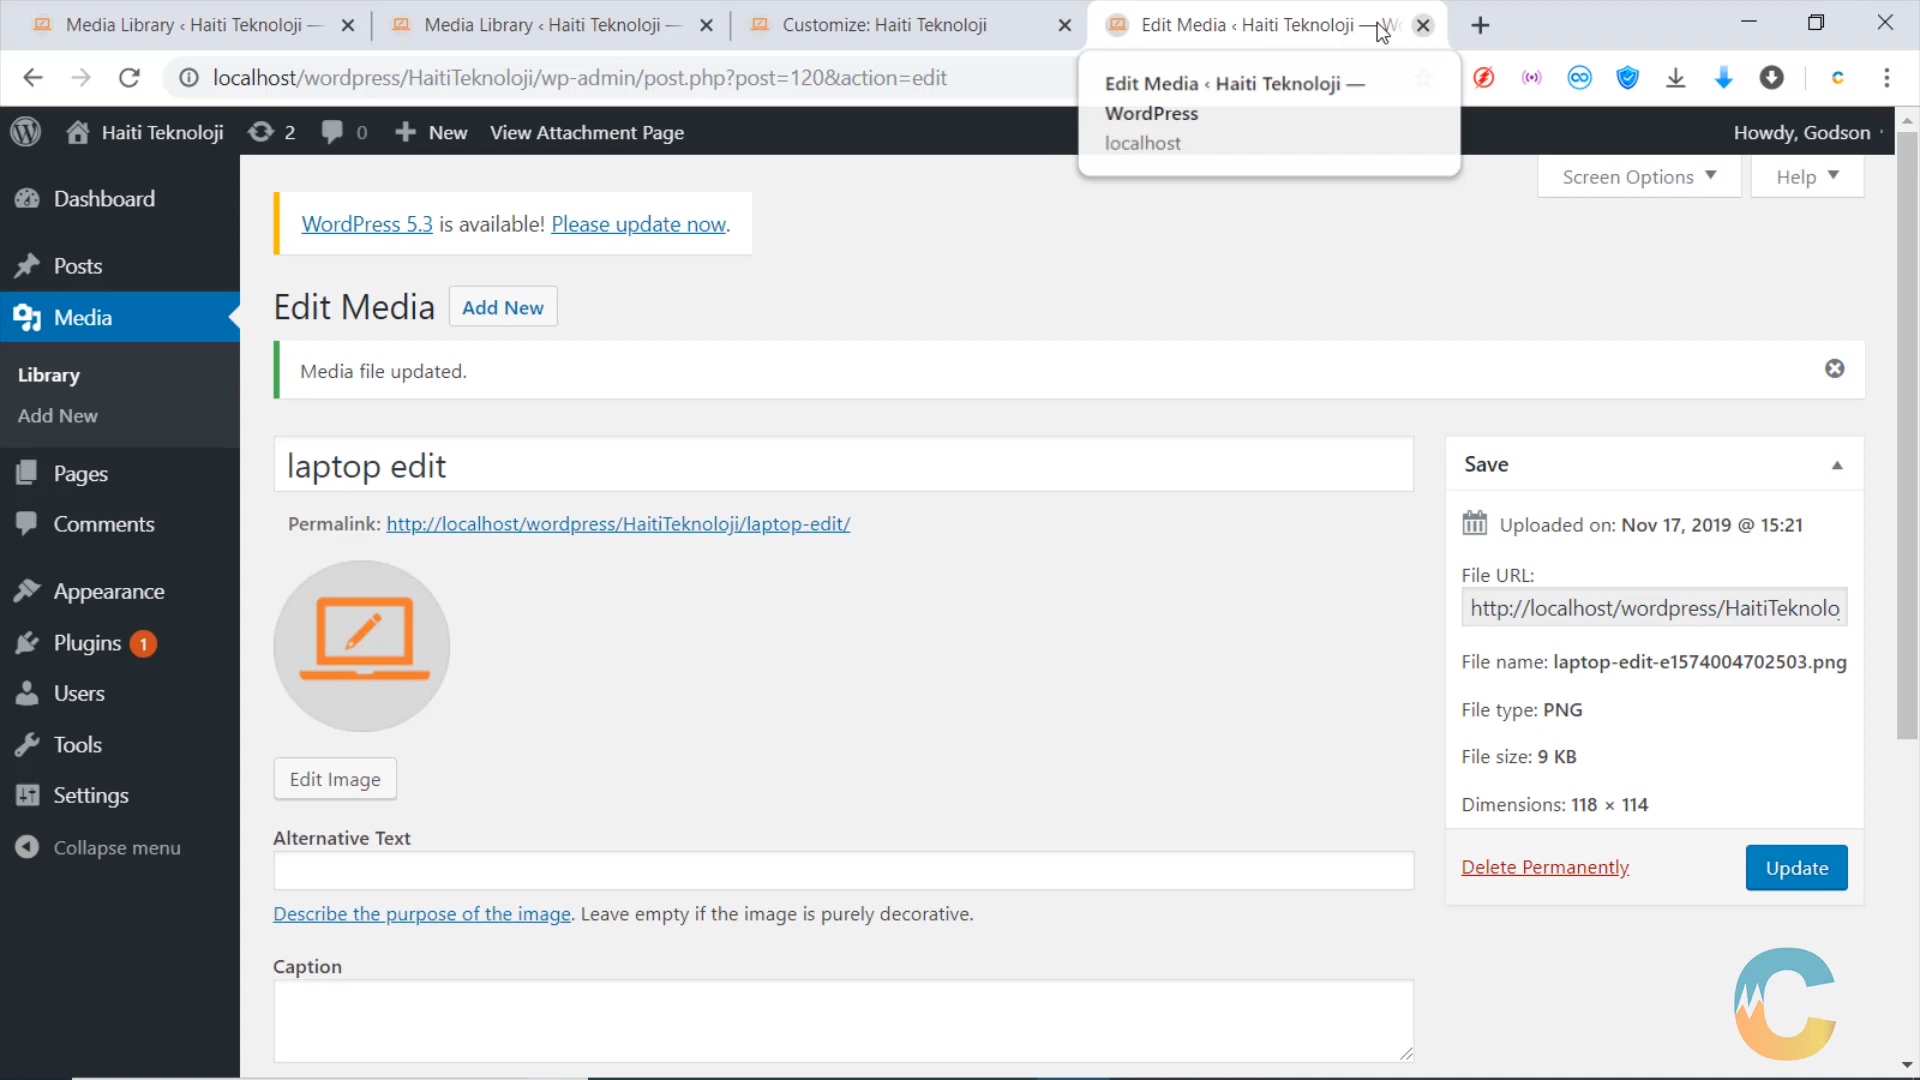 Media Library ‹ Haiti Teknoloji —
Media Library ‹ Haiti Teknoloji —
Customize: Haiti Teknoloji
Edit Media ‹ Haiti Teknoloji — Wo
localhost/wordpress/HaitiTeknoloji/wp-admin/post.php?post=120&action=edit
Edit Media ‹ Haiti Teknoloji —
WordPress
localhost
Haiti Teknoloji
2
0
New
View Attachment Page
Howdy, Godson
Screen Options
Help
Dashboard
Posts
Media
Library
Add New
Pages
Comments
Appearance
Plugins 1
Users
Tools
Settings
Collapse menu
WordPress 5.3 is available! Please update now.
Edit Media
Add New
Media file updated.
laptop edit
Permalink: http://localhost/wordpress/HaitiTeknoloji/laptop-edit/
Edit Image
Alternative Text
Describe the purpose of the image. Leave empty if the image is purely decorative.
Caption
Save
Uploaded on: Nov 17, 2019 @ 15:21
File URL:
http://localhost/wordpress/HaitiTeknolo
File name: laptop-edit-e1574004702503.png
File type: PNG
File size: 9 KB
Dimensions: 118 × 114
Delete Permanently
Update
C